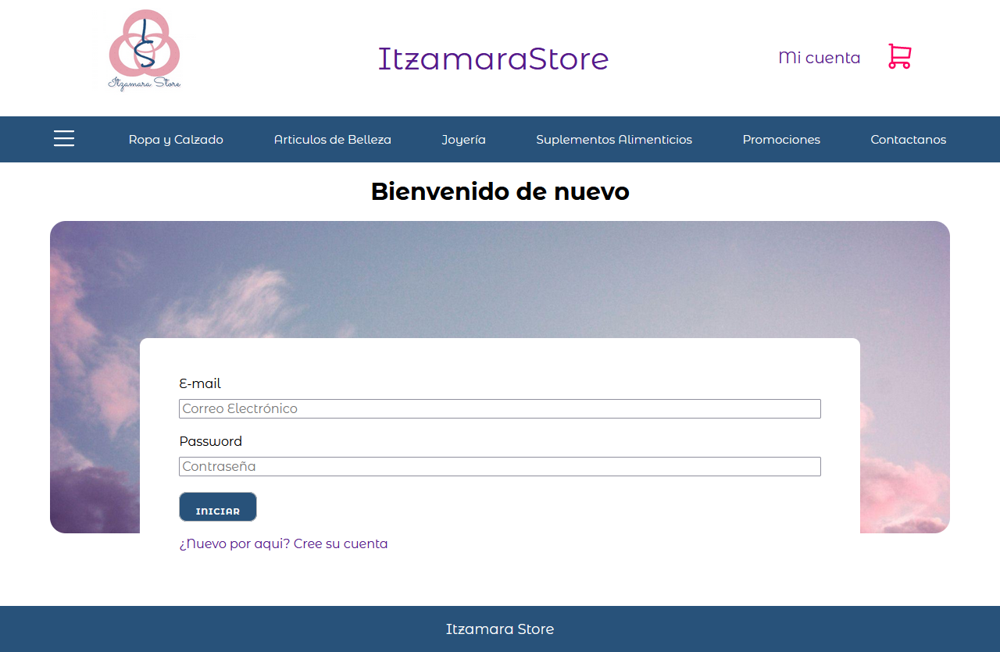 IS
Itzamara Store
ItzamaraStore
Mi cuenta
Ropa y Calzado
Articulos de Belleza
Joyería
Suplementos Alimenticios
Promociones
Contactanos
Bienvenido de nuevo
E-mail
Correo Electrónico
Password
Contraseña
INICIAR
¿Nuevo por aqui? Cree su cuenta
Itzamara Store